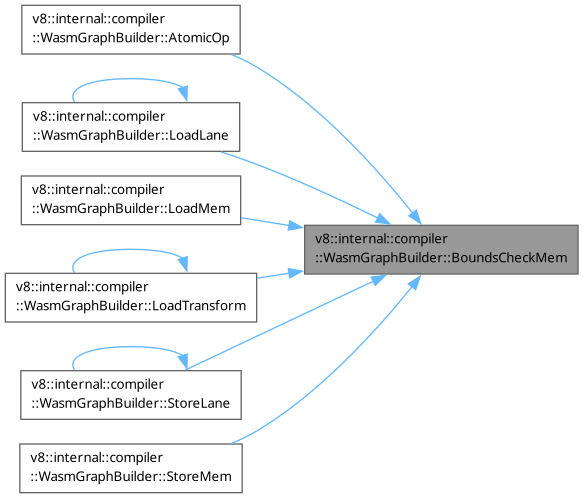 v8::internal::compiler
::WasmGraphBuilder::AtomicOp
v8::internal::compiler
::WasmGraphBuilder::LoadLane
v8::internal::compiler
::WasmGraphBuilder::LoadMem
v8::internal::compiler
::WasmGraphBuilder::BoundsCheckMem
v8::internal::compiler
::WasmGraphBuilder::LoadTransform
v8::internal::compiler
::WasmGraphBuilder::StoreLane
v8::internal::compiler
::WasmGraphBuilder::StoreMem